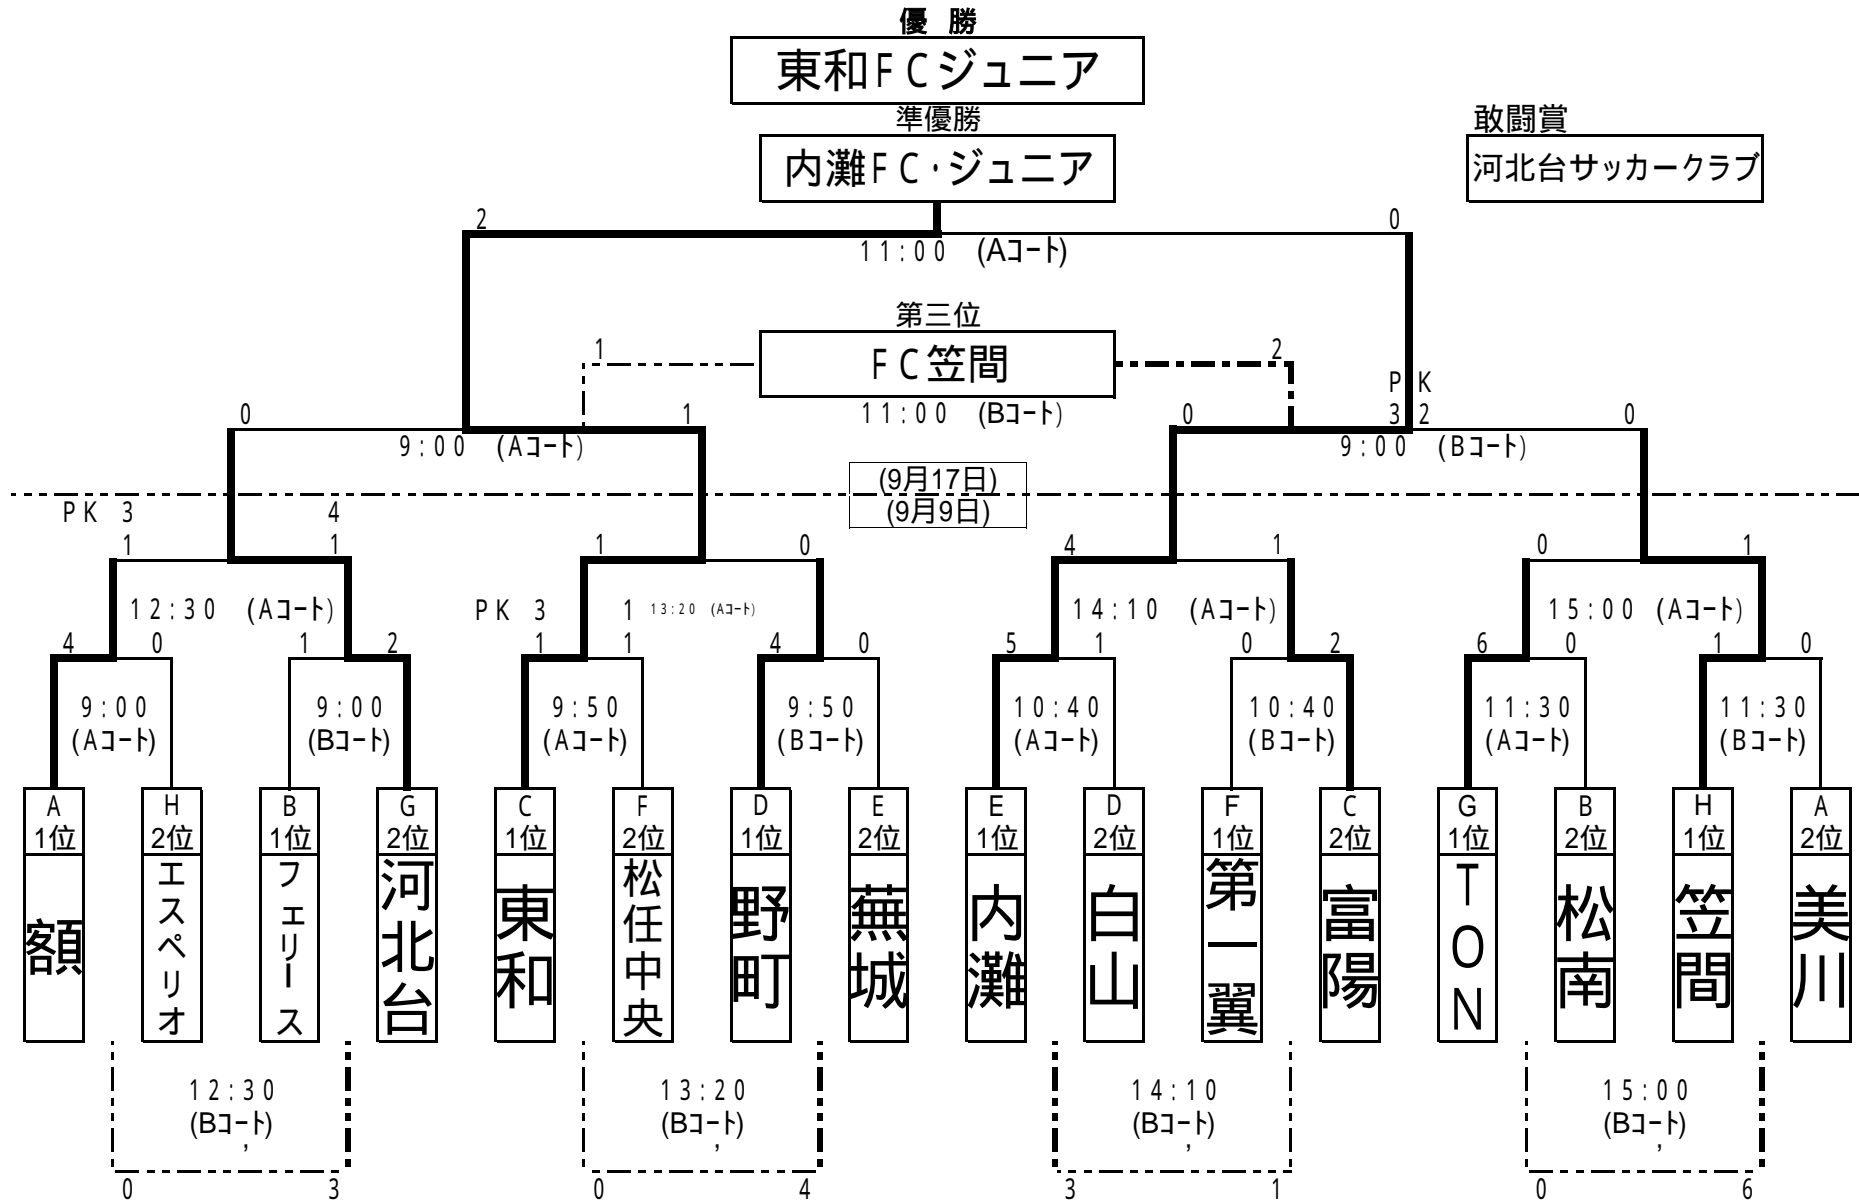 優 勝
東和FCジュニア
準優勝
内灘FC・ジュニア
敢闘賞
河北台サッカークラブ
2 0
11:00 (Aコート)
第三位
1 FC笠間 2
PK
0 1 11:00 (Bコート) 0 3 2 0
9:00 (Aコート) 9:00 (Bコート)
(9月17日)
(9月9日)
PK 3 4
1 1 1 0 4 1 0 1
12:30 (Aコート) PK 3 1 13:20 (Aコート) 14:10 (Aコート) 15:00 (Aコート)
4 0 1 2 1 1 4 0 5 1 0 2 6 0 1 0
9:00 9:00 9:50 9:50 10:40 10:40 11:30 11:30
(Aコート) (Bコート) (Aコート) (Bコート) (Aコート) (Bコート) (Aコート) (Bコート)
A H B G C F D E E D F C G B H A
1位 2位 1位 2位 1位 2位 1位 2位 1位 2位 1位 2位 1位 2位 1位 2位
額
エスペリオ
フェリース
河北台
東和
松任中央
野町
蕪城
内灘
白山
第一翼
富陽
TON
松南
笠間
美川
12:30 13:20 14:10 15:00
(Bコート) (Bコート) (Bコート) (Bコート)
, , , ,
0 3 0 4 3 1 0 6